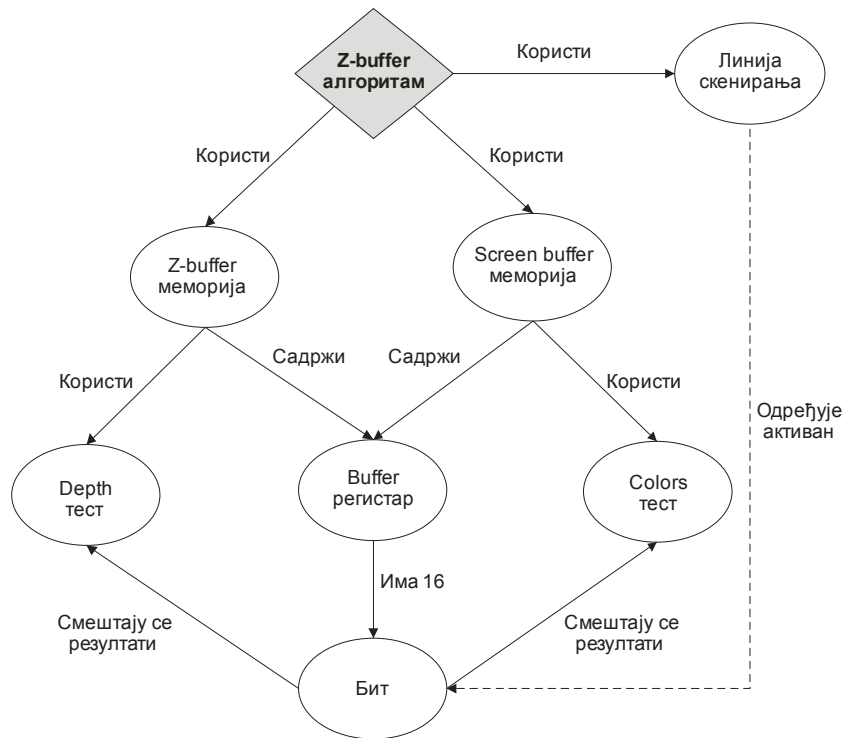 Z-buffer
алгоритам
Користи
Линија
скенирања
Користи
Користи
Z-buffer
меморија
Screen buffer
меморија
Користи
Садржи
Садржи
Користи
Одређује
активан
Depth
тест
Buffer
регистар
Colors
тест
Има 16
Смештају се
резултати
Смештају се
резултати
Бит